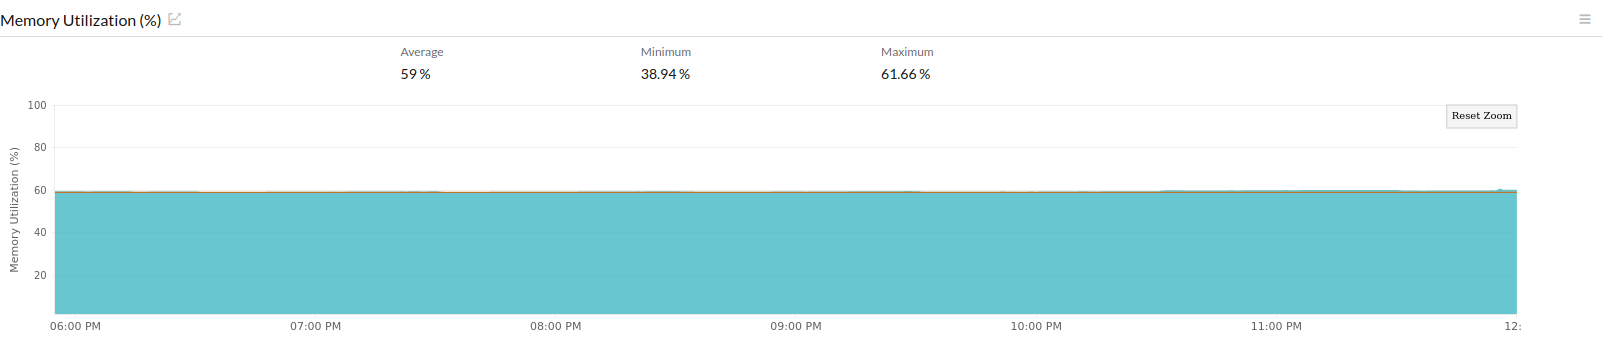 Memory Utilization (%)
Average Minimum Maximum
59 % 38.94 % 61.66 %
Reset Zoom
Memory Utilization (%)
100
80
60
40
20
06:00 PM 07:00 PM 08:00 PM 09:00 PM 10:00 PM 11:00 PM 12: